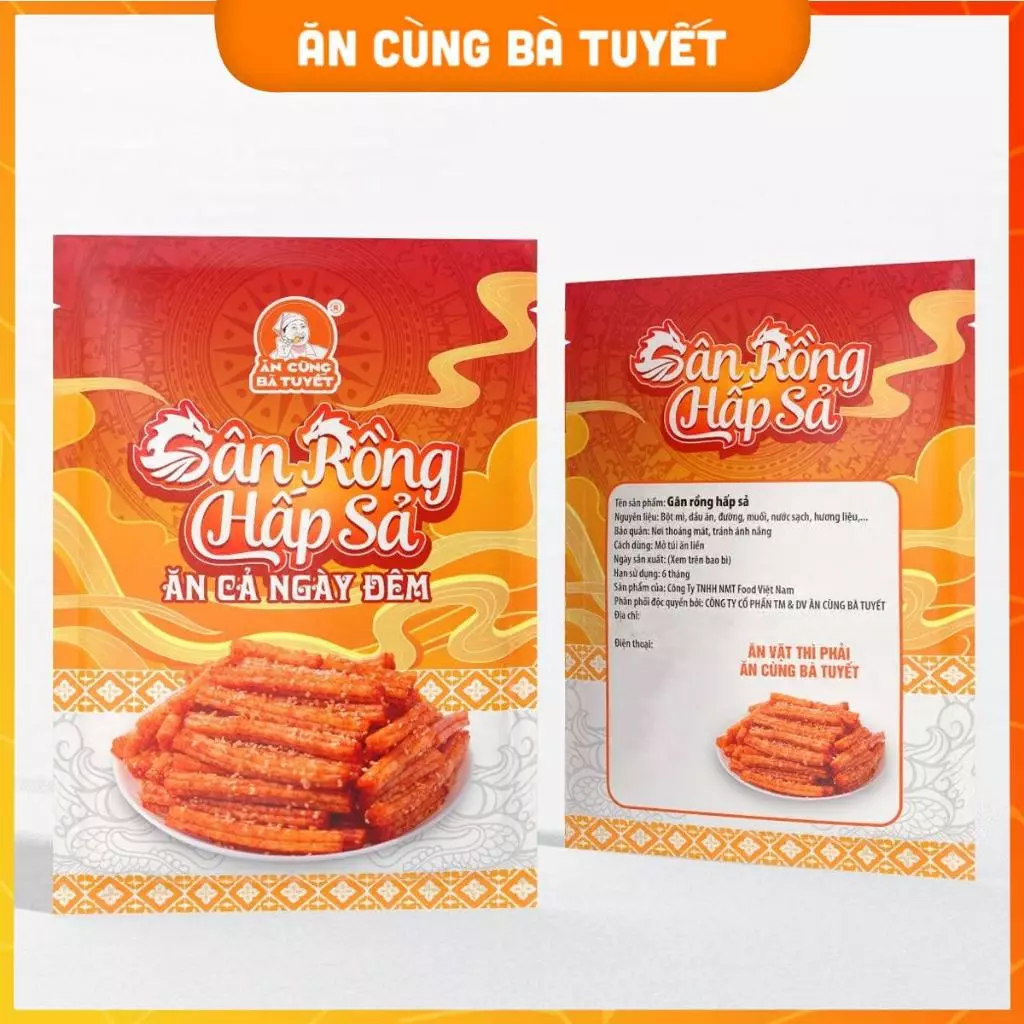 ĂN CÙNG BÀ TUYẾT
®
ĂN CÙNG
BÀ TUYẾT
Gân Rồng
Hấp Sả
ĂN CẢ NGÀY ĐÊM
Gân Rồng
Hấp Sả
Tên sản phẩm: Gân rồng hấp sả
Nguyên liệu: Bột mì, dầu ăn, đường, muối, nước sạch, hương liệu,...
Bảo quản: Nơi thoáng mát, tránh ánh nắng
Cách dùng: Mở túi ăn liền
Ngày sản xuất: (Xem trên bao bì)
Hạn sử dụng: 6 tháng
Sản phẩm của: Công Ty TNHH NMT Food Việt Nam
Phân phối độc quyền bởi: CÔNG TY CỔ PHẦN TM & DV ĂN CÙNG BÀ TUYẾT
Địa chỉ:
Điện thoại:
ĂN VẶT THÌ PHẢI
ĂN CÙNG BÀ TUYẾT